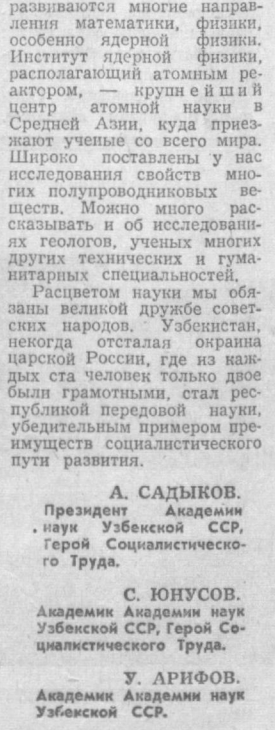 развиваются многие направ-
ления математики, физики,
особенно ядерной физики.
Институт ядерной физики,
располагающий атомным ре-
актором, — крупнейший
центр атомной науки в
Средней Азии, куда приез-
жают ученые со всего мира.
Широко поставлены у нас
исследования свойств мно-
гих полупроводниковых ве-
ществ. Можно много рас-
сказывать и об исследовани-
ях геологов, ученых многих
других технических и гума-
нитарных специальностей.
Расцветом науки мы обя-
заны великой дружбе совет-
ских народов. Узбекистан,
некогда отсталая окраина
царской России, где из каж-
дых ста человек только двое
были грамотными, стал рес-
публикой передовой науки,
убедительным примером пре-
имуществ социалистического
пути развития.
А. САДЫКОВ.
Президент Академии
наук Узбекской ССР,
Герой Социалистическо-
го Труда.
С. ЮНУСОВ.
Академик Академии наук
Узбекской ССР, Герой Со-
циалистического Труда.
У. АРИФОВ.
Академик Академии наук
Узбекской ССР.